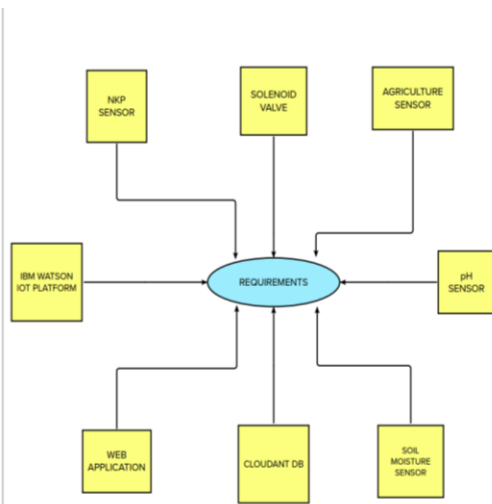 NKP
SENSOR
SOLENOID
VALVE
AGRICULTURE
SENSOR
IBM WATSON
IOT PLATFORM
REQUIREMENTS
pH
SENSOR
WEB
APPLICATION
CLOUDANT DB
SOIL
MOISTURE
SENSOR